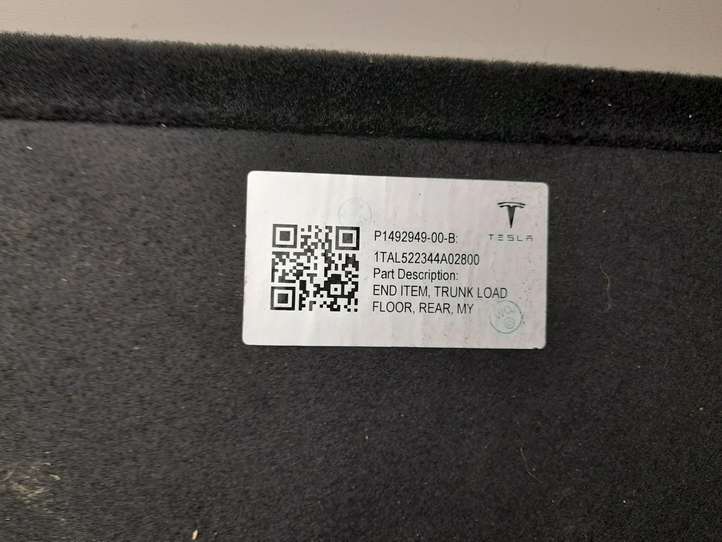 P1492949-00-B:
TESLA
1TAL522344A02800
Part Description:
END ITEM, TRUNK LOAD
FLOOR, REAR, MY